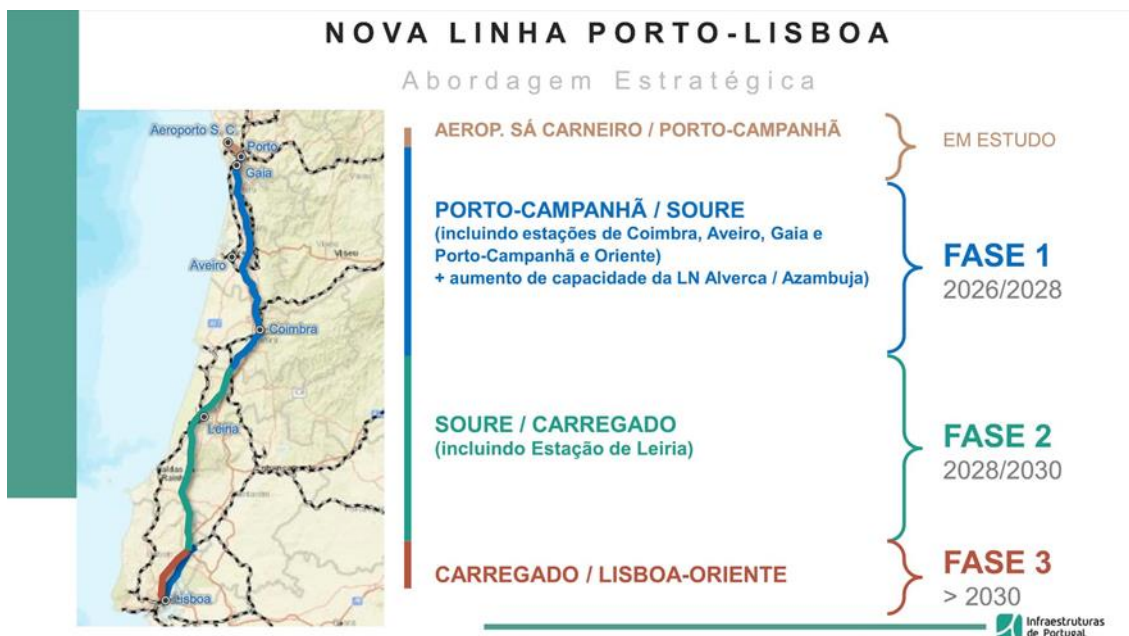 NOVA LINHA PORTO-LISBOA
Abordagem Estratégica
Aeroporto S. C.
Porto
Gaia
Aveiro
Viseu
Coimbra
Leiria
Lisboa
AEROP. SÁ CARNEIRO / PORTO-CAMPANHÃ
EM ESTUDO
PORTO-CAMPANHÃ / SOURE
(incluindo estações de Coimbra, Aveiro, Gaia e
Porto-Campanhã e Oriente)
+ aumento de capacidade da LN Alverca / Azambuja)
FASE 1
2026/2028
SOURE / CARREGADO
(incluindo Estação de Leiria)
FASE 2
2028/2030
CARREGADO / LISBOA-ORIENTE
FASE 3
> 2030
Infraestruturas
de Portugal